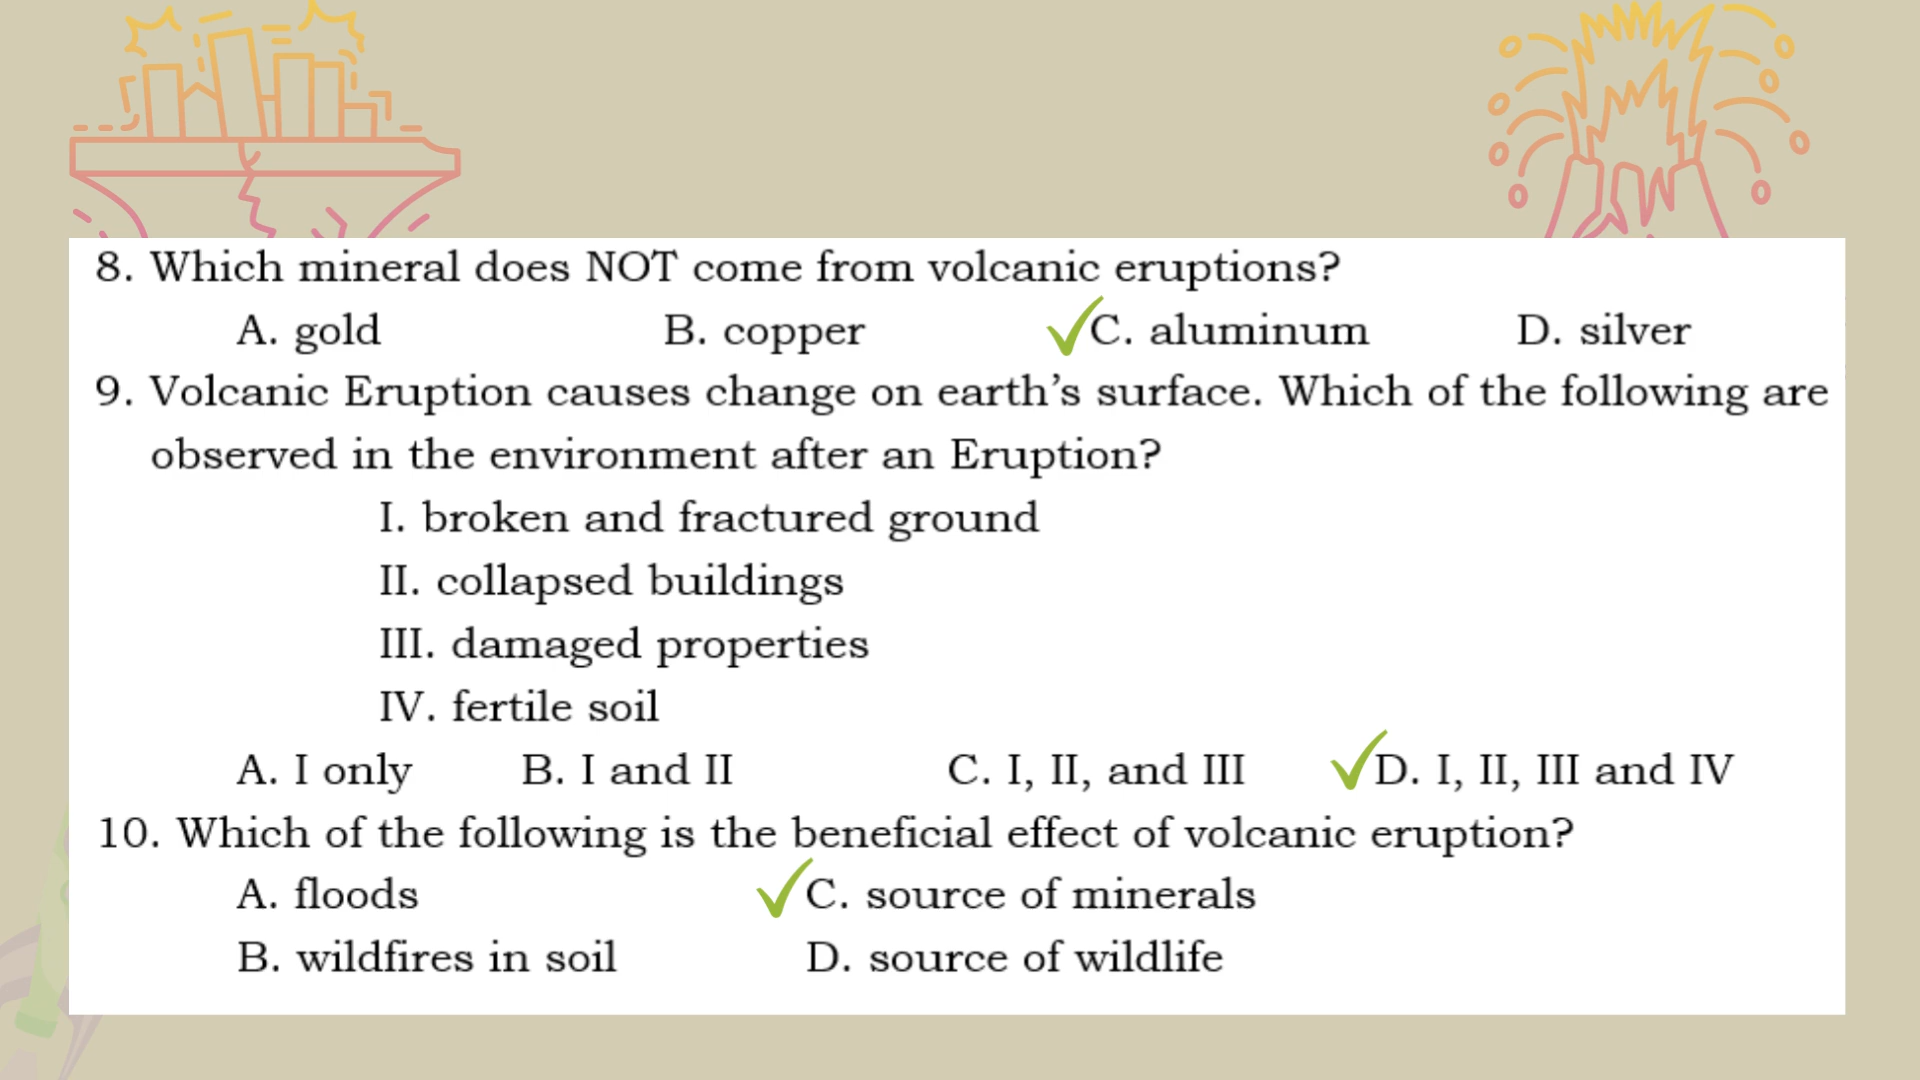 8. Which mineral does NOT come from volcanic eruptions?
A. gold B. copper C. aluminum D. silver
9. Volcanic Eruption causes change on earth’s surface. Which of the following are
observed in the environment after an Eruption?
I. broken and fractured ground
II. collapsed buildings
III. damaged properties
IV. fertile soil
A. I only B. I and II C. I, II, and III D. I, II, III and IV
10. Which of the following is the beneficial effect of volcanic eruption?
A. floods C. source of minerals
B. wildfires in soil D. source of wildlife